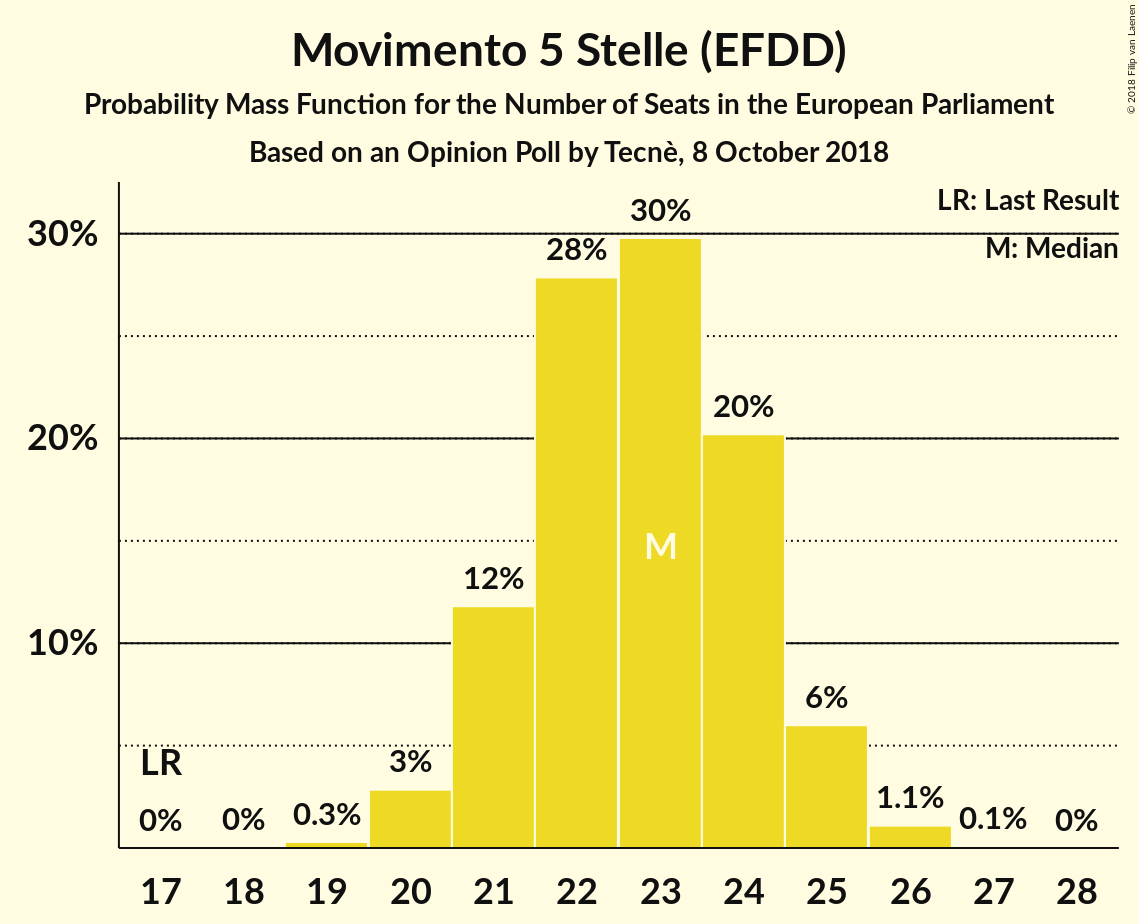 Movimento 5 Stelle (EFDD)
Probability Mass Function for the Number of Seats in the European Parliament
Based on an Opinion Poll by Tecnè, 8 October 2018
© 2018 Filip van Laenen
LR: Last Result
M: Median
30%
20%
10%
0%
0%
0.3%
3%
12%
28%
30%
20%
6%
1.1%
0.1%
0%
LR
M
17 18 19 20 21 22 23 24 25 26 27 28